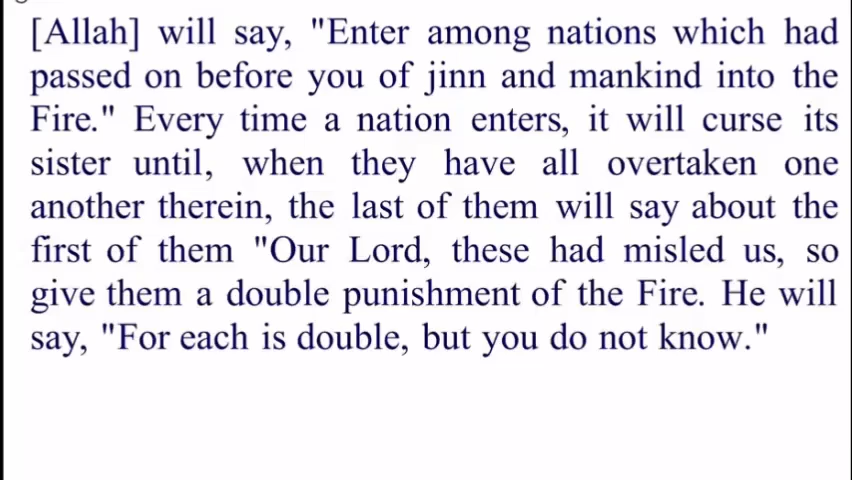 [Allah] will say, "Enter among nations which had
passed on before you of jinn and mankind into the
Fire." Every time a nation enters, it will curse its
sister until, when they have all overtaken one
another therein, the last of them will say about the
first of them "Our Lord, these had misled us, so
give them a double punishment of the Fire. He will
say, "For each is double, but you do not know."